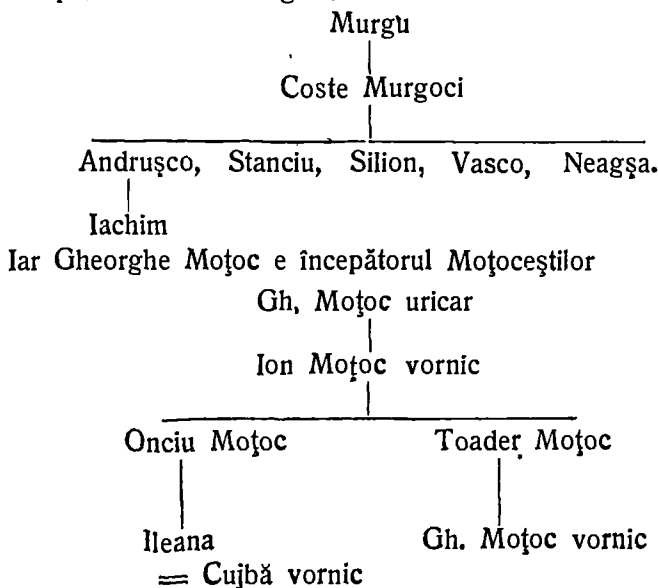 Murgu
Coste Murgoci
Andruşco, Stanciu, Silion, Vasco, Neagşa.
Iachim
Iar Gheorghe Moţoc e începătorul Moţoceştilor
Gh, Moţoc uricar
Ion Moţoc vornic
Onciu Moţoc Toader Moţoc
Ileana Gh. Moţoc vornic
= Cujbă vornic